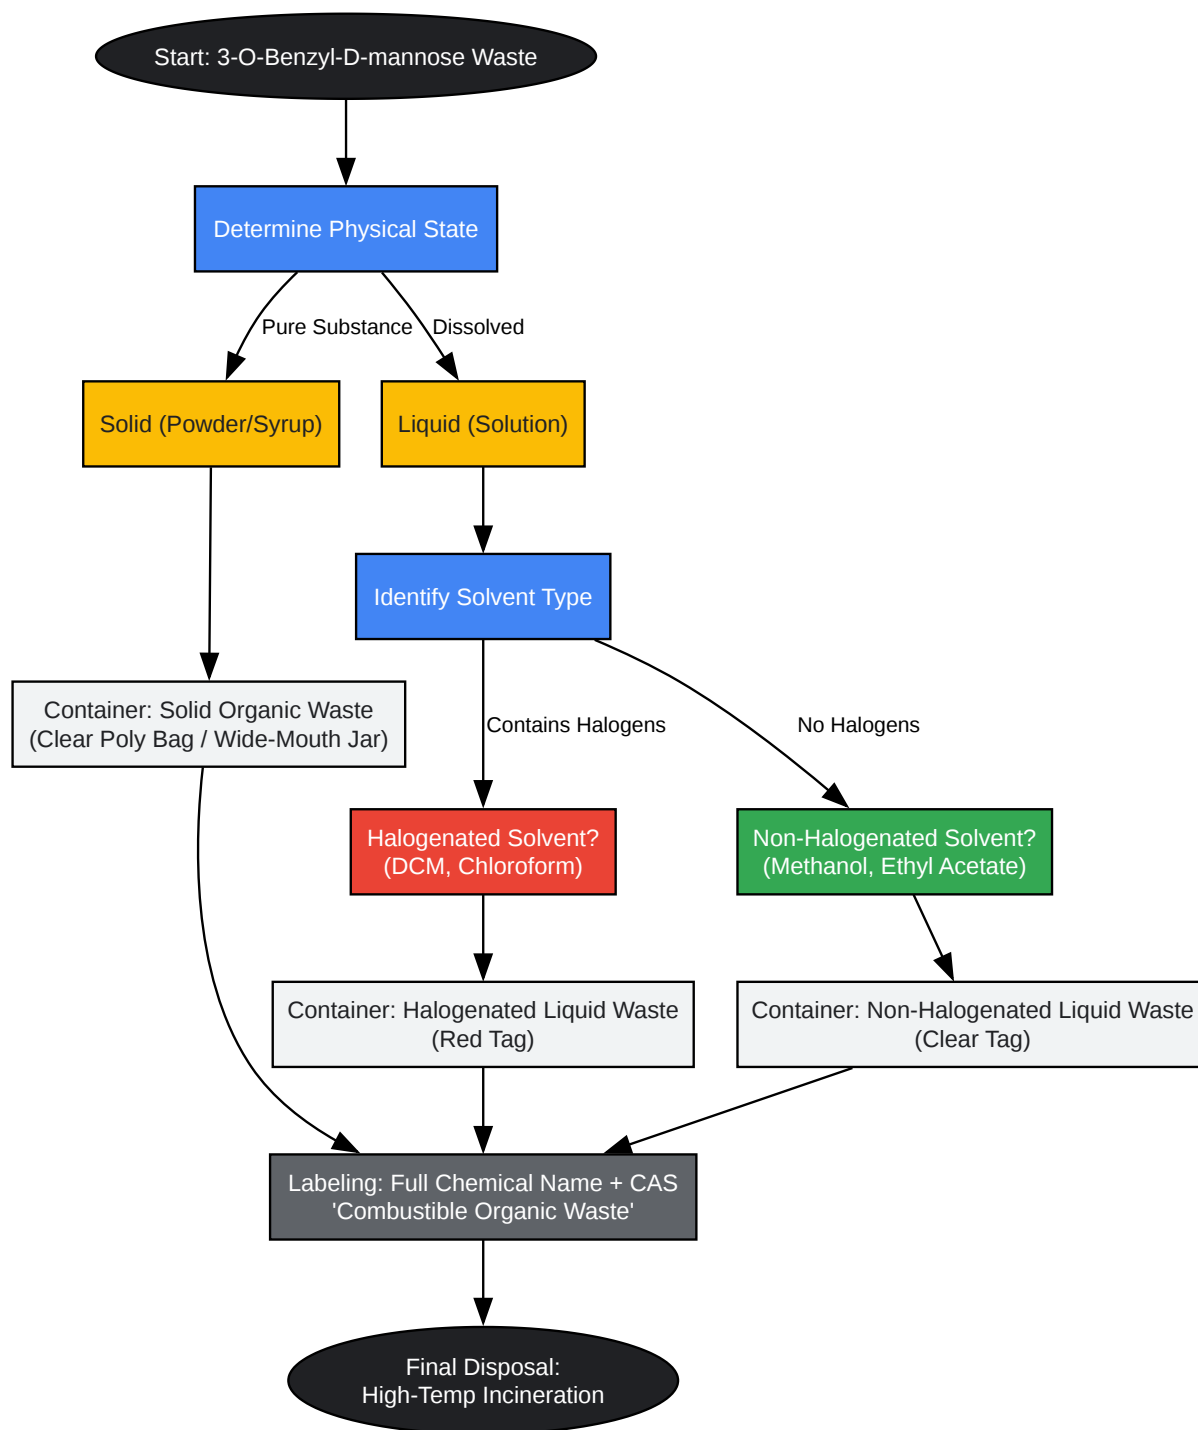 Start: 3-O-Benzyl-D-mannose Waste
Determine Physical State
Pure Substance
Dissolved
Solid (Powder/Syrup)
Liquid (Solution)
Identify Solvent Type
Container: Solid Organic Waste
(Clear Poly Bag / Wide-Mouth Jar)
Contains Halogens
No Halogens
Halogenated Solvent?
(DCM, Chloroform)
Non-Halogenated Solvent?
(Methanol, Ethyl Acetate)
Container: Halogenated Liquid Waste
(Red Tag)
Container: Non-Halogenated Liquid Waste
(Clear Tag)
Labeling: Full Chemical Name + CAS
'Combustible Organic Waste'
Final Disposal:
High-Temp Incineration